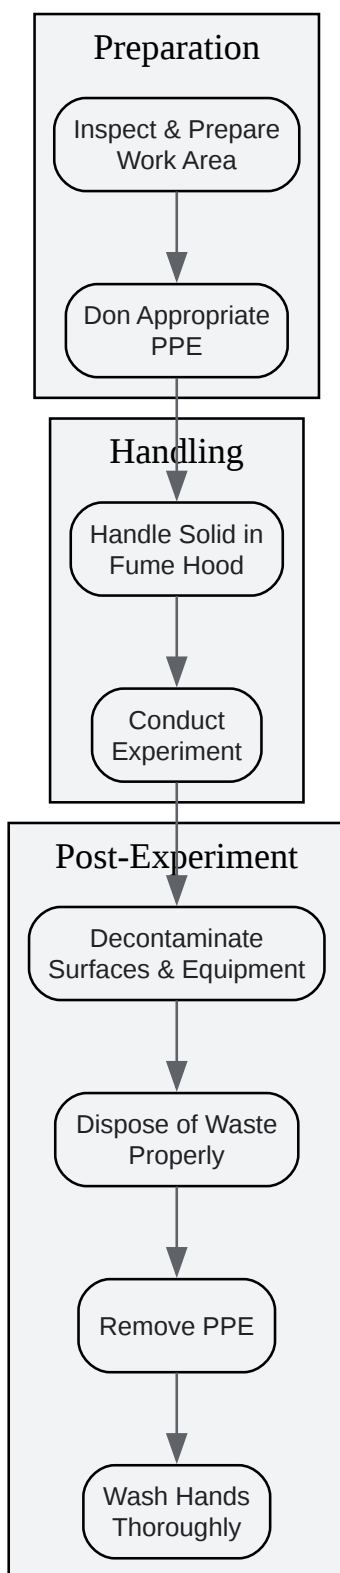 Preparation
Inspect & Prepare
Work Area
Don Appropriate
PPE
Handling
Handle Solid in
Fume Hood
Conduct
Experiment
Post-Experiment
Decontaminate
Surfaces & Equipment
Dispose of Waste
Properly
Remove PPE
Wash Hands
Thoroughly